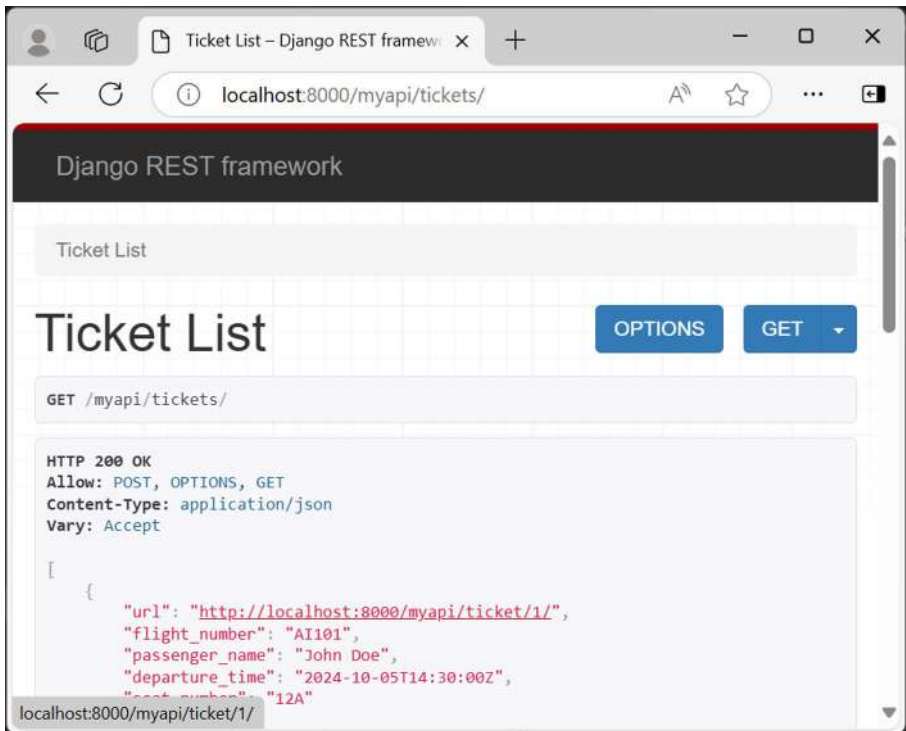 Ticket List – Django REST framew
localhost:8000/myapi/tickets/
Django REST framework
Ticket List
Ticket List
OPTIONS
GET
GET /myapi/tickets/
HTTP 200 OK
Allow: POST, OPTIONS, GET
Content-Type: application/json
Vary: Accept
[
{
"url": "http://localhost:8000/myapi/ticket/1/",
"flight_number": "AI101",
"passenger_name": "John Doe",
"departure_time": "2024-10-05T14:30:00Z",
"12A"
localhost:8000/myapi/ticket/1/